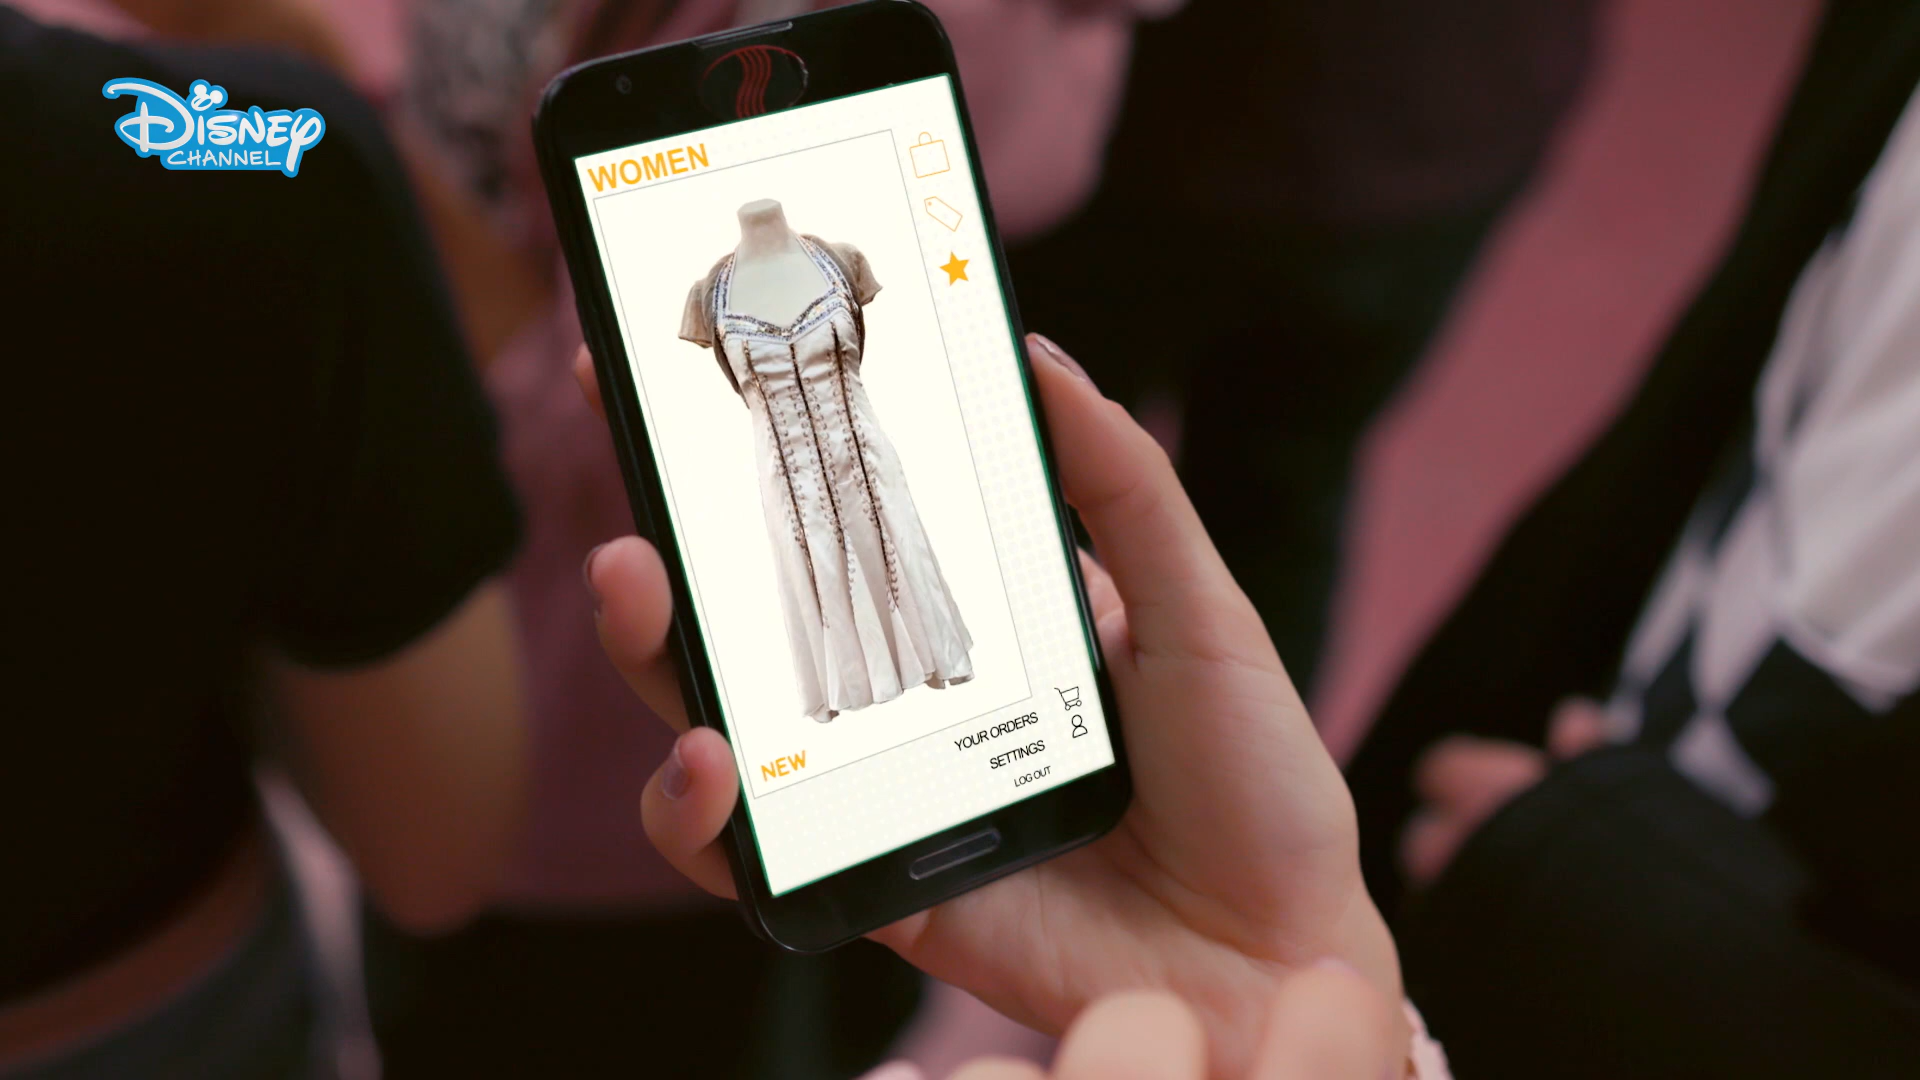 DISNEY
CHANNEL
WOMEN
NEW
YOUR ORDERS
SETTINGS
LOG OUT